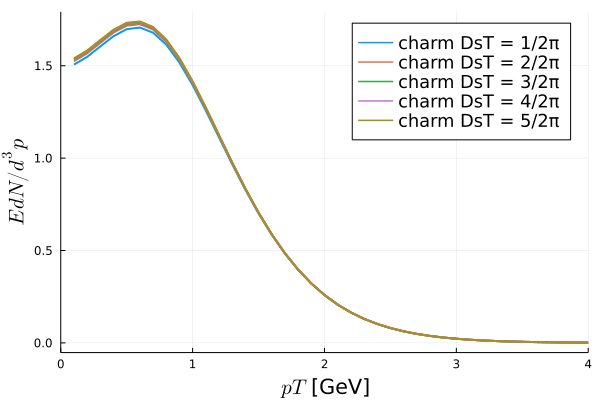 charm DsT = 1/2π
charm DsT = 2/2π
charm DsT = 3/2π
charm DsT = 4/2π
charm DsT = 5/2π
EdN/d³p
1.5
1.0
0.5
0.0
0 1 2 3 4
pT [GeV]